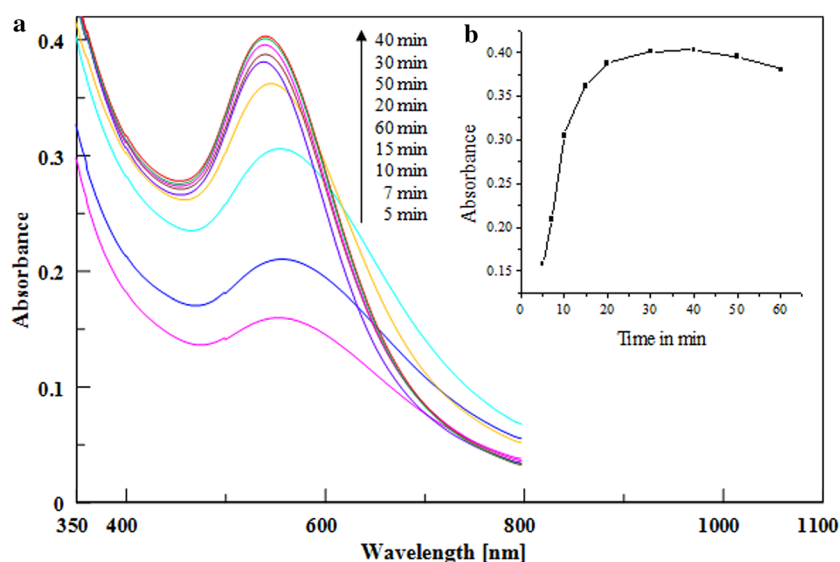 a
0.4
0.3
0.2
0.1
0
Absorbance
350 400 600 800 1000 1100
Wavelength [nm]
40 min
30 min
50 min
20 min
60 min
15 min
10 min
7 min
5 min
b
0.40
0.35
0.30
0.25
0.20
0.15
Absorbance
0 10 20 30 40 50 60
Time in min